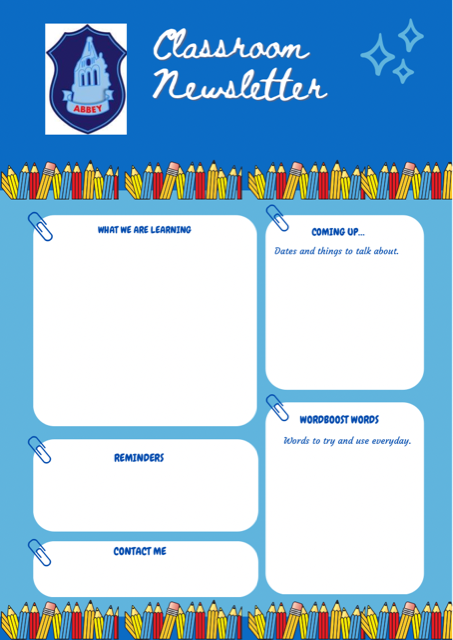 Classroom
Newsletter
ABBEY
WHAT WE ARE LEARNING
COMING UP...
Dates and things to talk about.
WORDBOOST WORDS
Words to try and use everyday.
REMINDERS
CONTACT ME